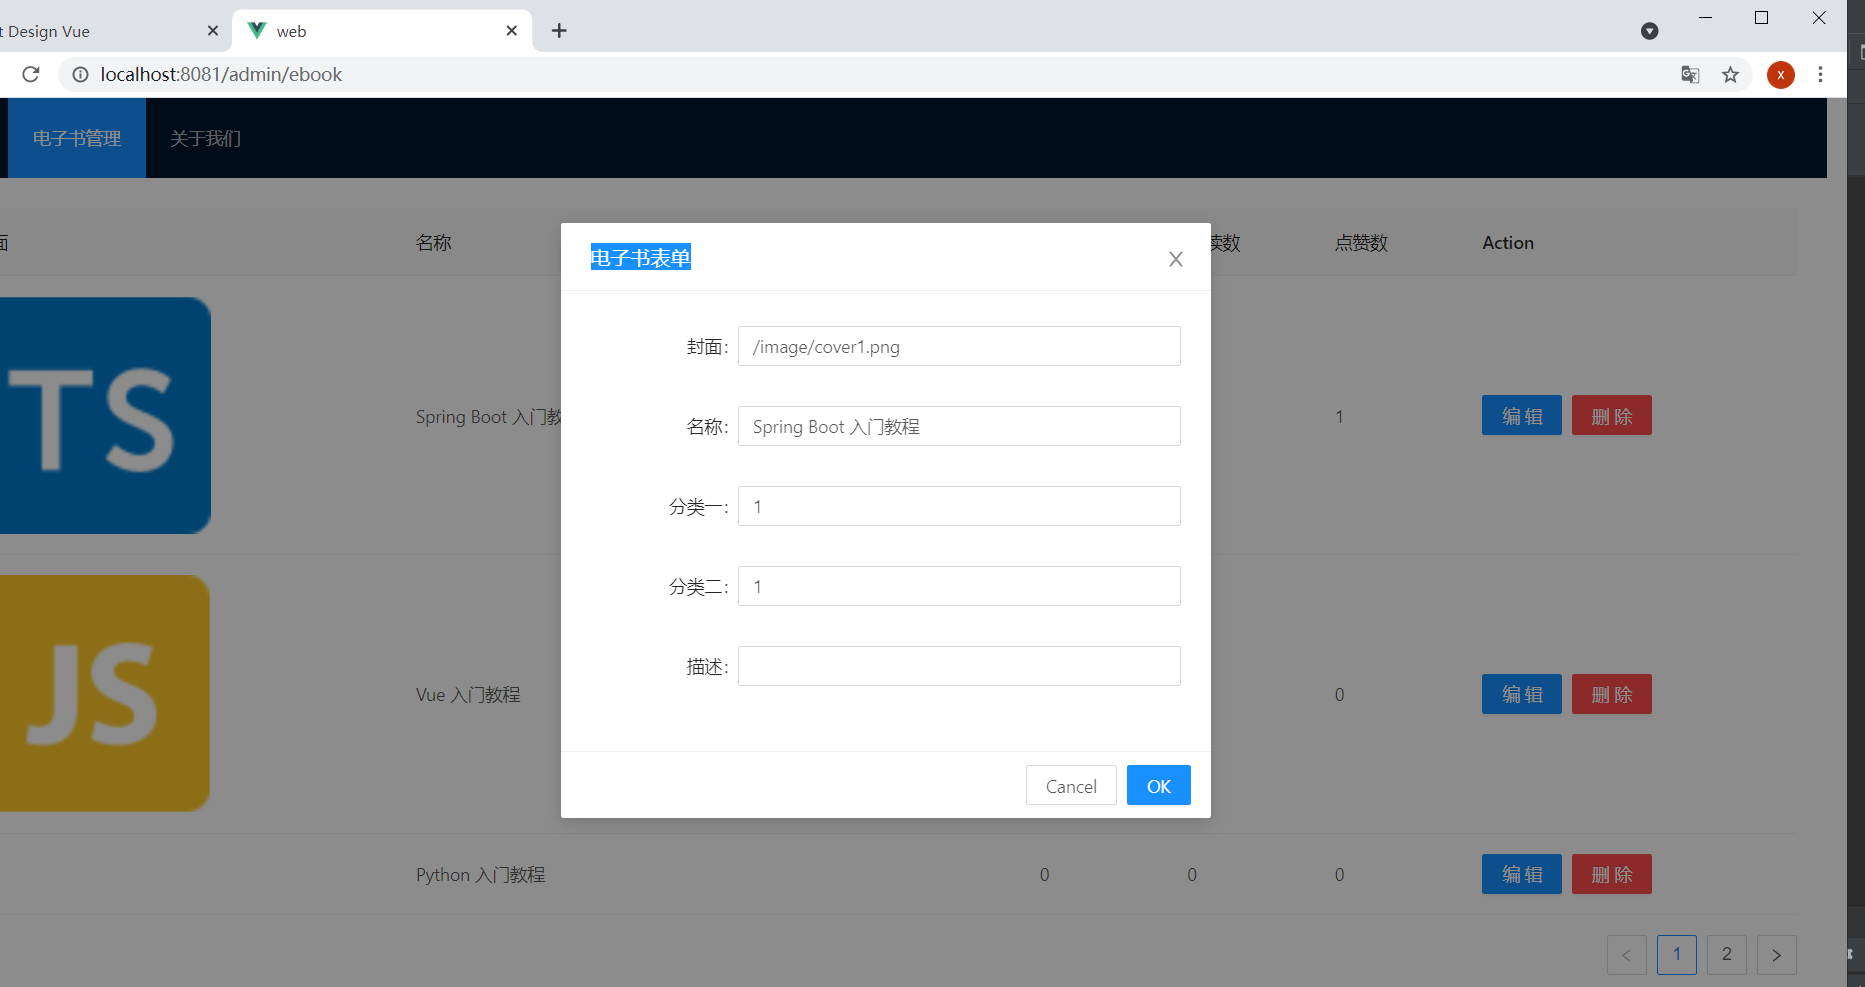 t Design Vue
web
localhost:8081/admin/ebook
x
电子书管理
关于我们
面 名称 读数 点赞数 Action
电子书表单
封面: /image/cover1.png
TS
Spring Boot 入门教
1
编 辑
删 除
名称: Spring Boot 入门教程
分类一: 1
分类二: 1
描述:
JS
Vue 入门教程
0
编 辑
删 除
Cancel
OK
Python 入门教程
0
0
0
编 辑
删 除
<
1
2
>